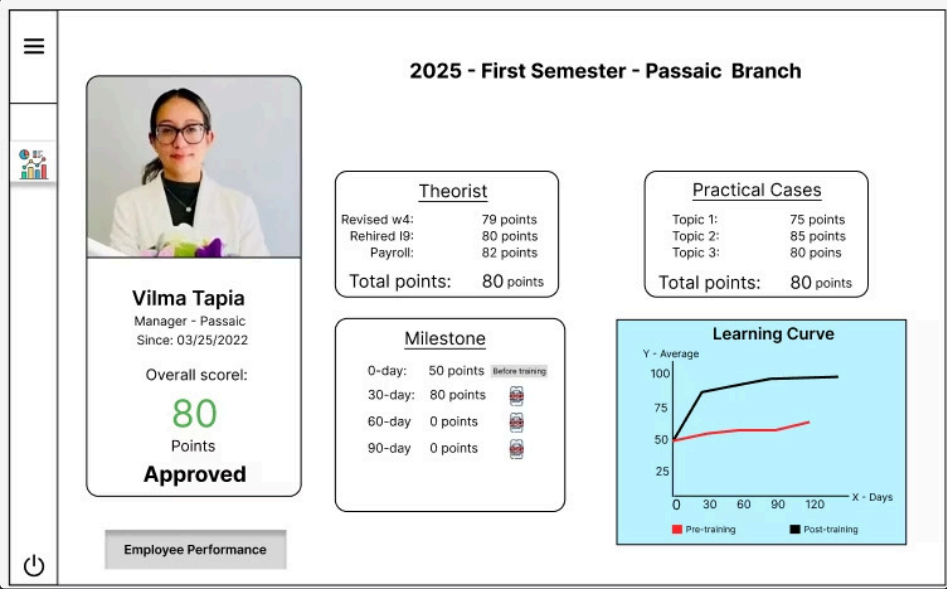 2025 - First Semester - Passaic Branch
Vilma Tapia
Manager - Passaic
Since: 03/25/2022
Overall scorel:
80
Points
Approved
Employee Performance
Theorist
Revised w4: 79 points
Rehired I9: 80 points
Payroll: 82 points
Total points: 80 points
Practical Cases
Topic 1: 75 points
Topic 2: 85 points
Topic 3: 80 poins
Total points: 80 points
Milestone
0-day: 50 points Before training
30-day: 80 points
60-day 0 points
90-day 0 points
Learning Curve
Y - Average
100
75
50
25
0 30 60 90 120 X - Days
Pre-training Post-training